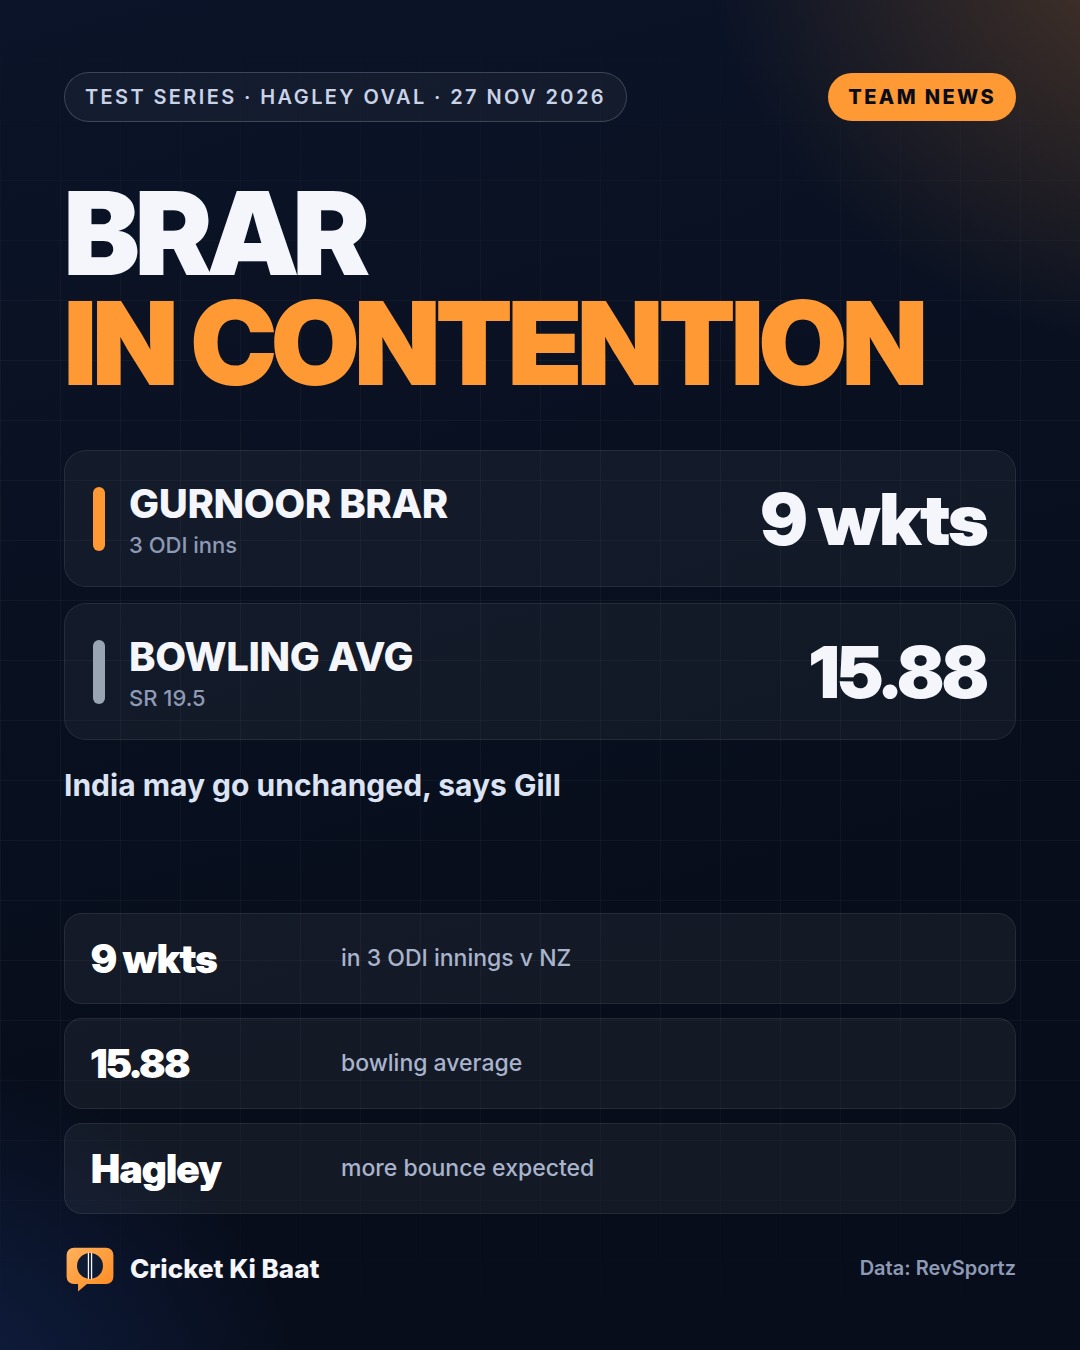 TEST SERIES · HAGLEY OVAL · 27 NOV 2026
TEAM NEWS
BRAR
IN CONTENTION
GURNOOR BRAR
3 ODI inns
9 wkts
BOWLING AVG
SR 19.5
15.88
India may go unchanged, says Gill
9 wkts
in 3 ODI innings v NZ
15.88
bowling average
Hagley
more bounce expected
Cricket Ki Baat
Data: RevSportz